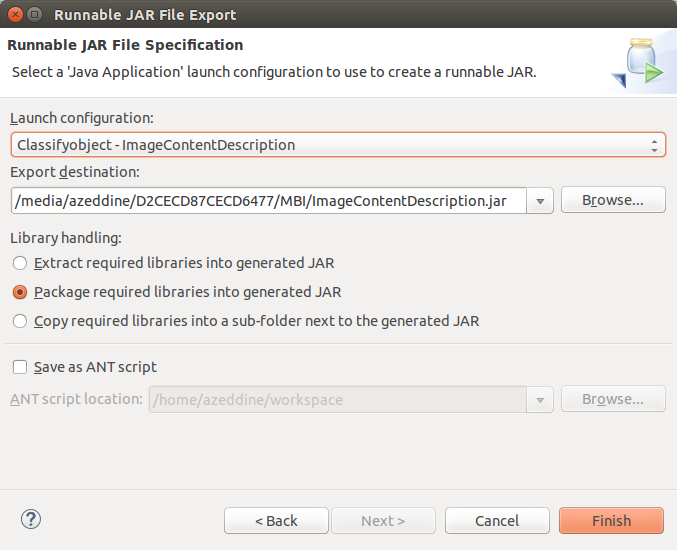 Runnable JAR File Export
Runnable JAR File Specification
Select a 'Java Application' launch configuration to use to create a runnable JAR.
Launch configuration:
Classifyobject - ImageContentDescription
Export destination:
/media/azeddine/D2CECD87CECD6477/MBI/ImageContentDescription.jar
Browse...
Library handling:
Extract required libraries into generated JAR
Package required libraries into generated JAR
Copy required libraries into a sub-folder next to the generated JAR
Save as ANT script
ANT script location:
/home/azeddine/workspace
Browse...
?
< Back
Next >
Cancel
Finish